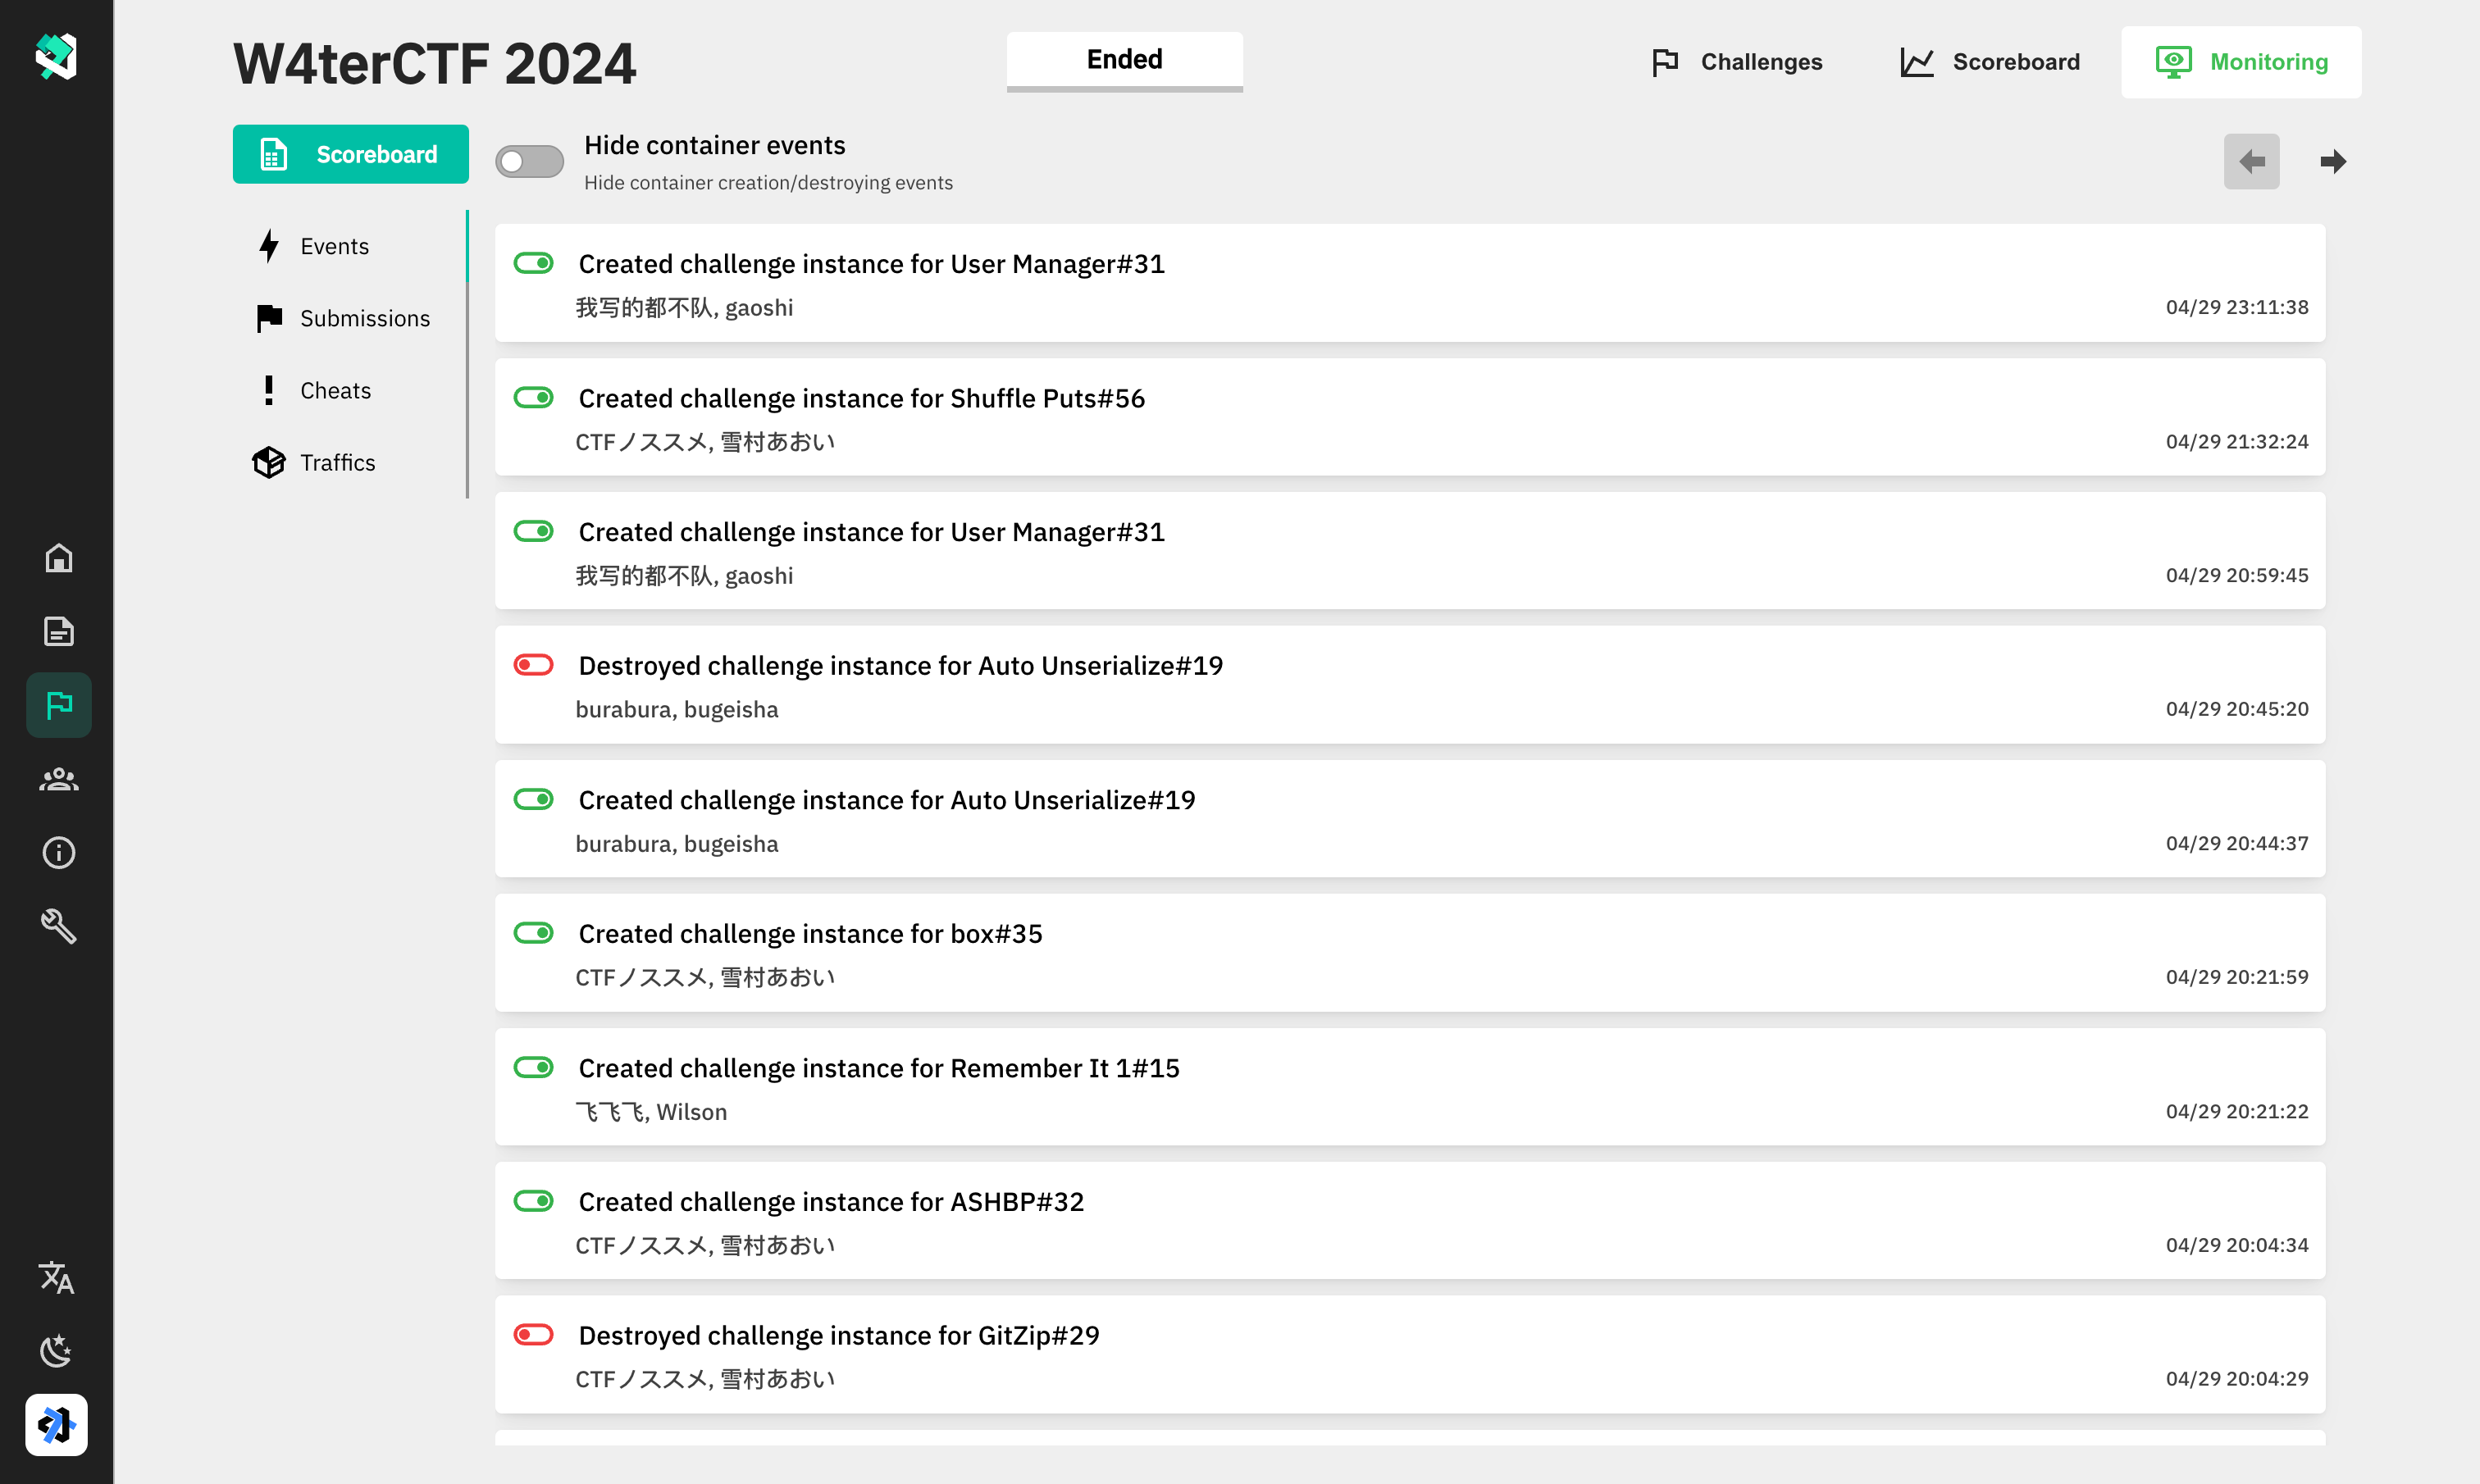 W4terCTF 2024
Ended
Challenges
Scoreboard
Monitoring
Scoreboard
Events
Submissions
Cheats
Traffics
Hide container events
Hide container creation/destroying events
Created challenge instance for User Manager#31
我写的都不队, gaoshi
04/29 23:11:38
Created challenge instance for Shuffle Puts#56
CTFノススメ, 雪村あおい
04/29 21:32:24
Created challenge instance for User Manager#31
我写的都不队, gaoshi
04/29 20:59:45
Destroyed challenge instance for Auto Unserialize#19
burabura, bugeisha
04/29 20:45:20
Created challenge instance for Auto Unserialize#19
burabura, bugeisha
04/29 20:44:37
Created challenge instance for box#35
CTFノススメ, 雪村あおい
04/29 20:21:59
Created challenge instance for Remember It 1#15
飞飞飞, Wilson
04/29 20:21:22
Created challenge instance for ASHBP#32
CTFノススメ, 雪村あおい
04/29 20:04:34
Destroyed challenge instance for GitZip#29
CTFノススメ, 雪村あおい
04/29 20:04:29